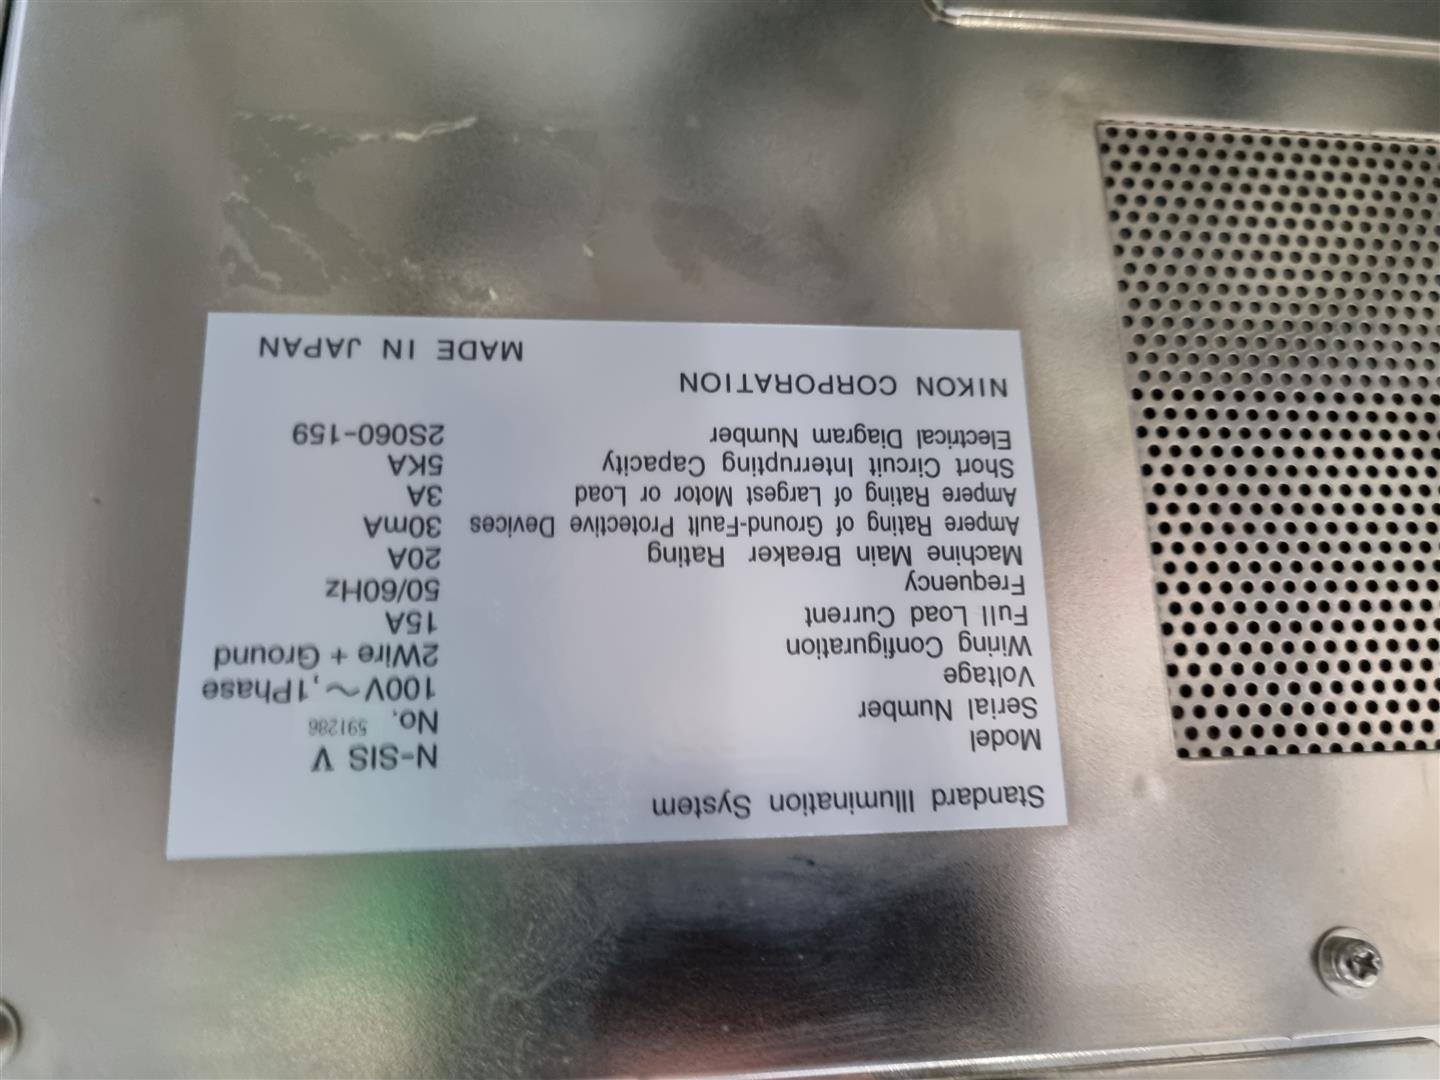 Standard Illumination System
Model N-SIS V
Serial Number No. 591286
Voltage 100V~,1Phase
Wiring Configuration 2Wire + Ground
Full Load Current 15A
Frequency 50/60Hz
Machine Main Breaker Rating 20A
Ampere Rating of Ground-Fault Protective Devices 30mA
Ampere Rating of Largest Motor or Load 3A
Short Circuit Interrupting Capacity 5KA
Electrical Diagram Number 2S060-159
NIKON CORPORATION
MADE IN JAPAN